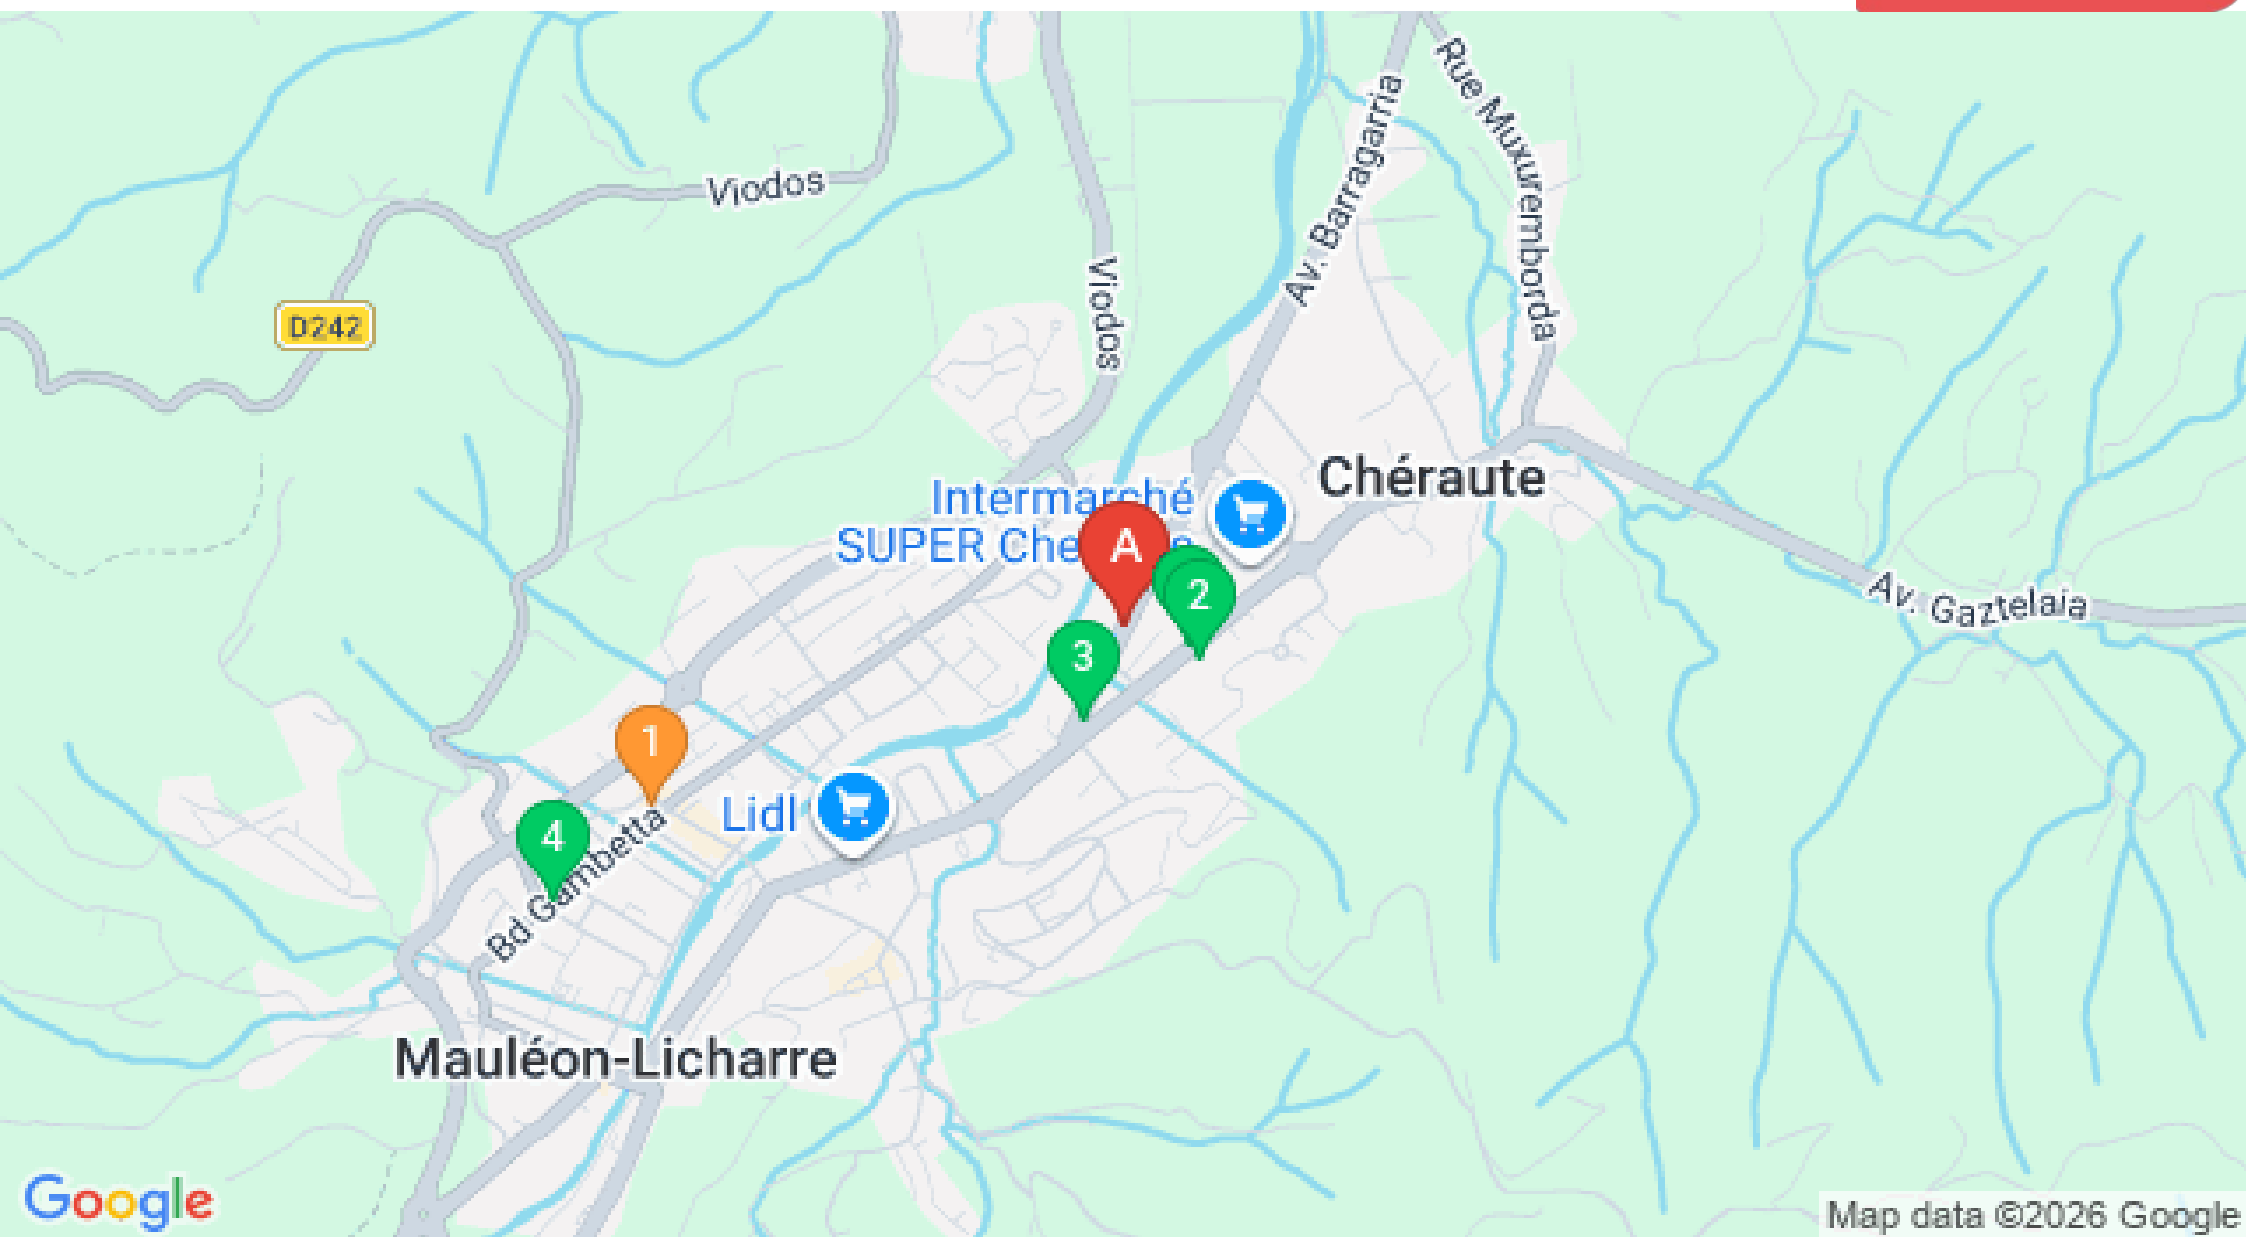 Rue Muxuremborda
Av. Barragarria
Viodos
Viodos
D242
Chéraute
Intermarché
SUPER Che
A
2
3
Av. Gaztelaia
1
Lidl
4
Bd Gambetta
Mauléon-Licharre
Google
Map data ©2026 Google